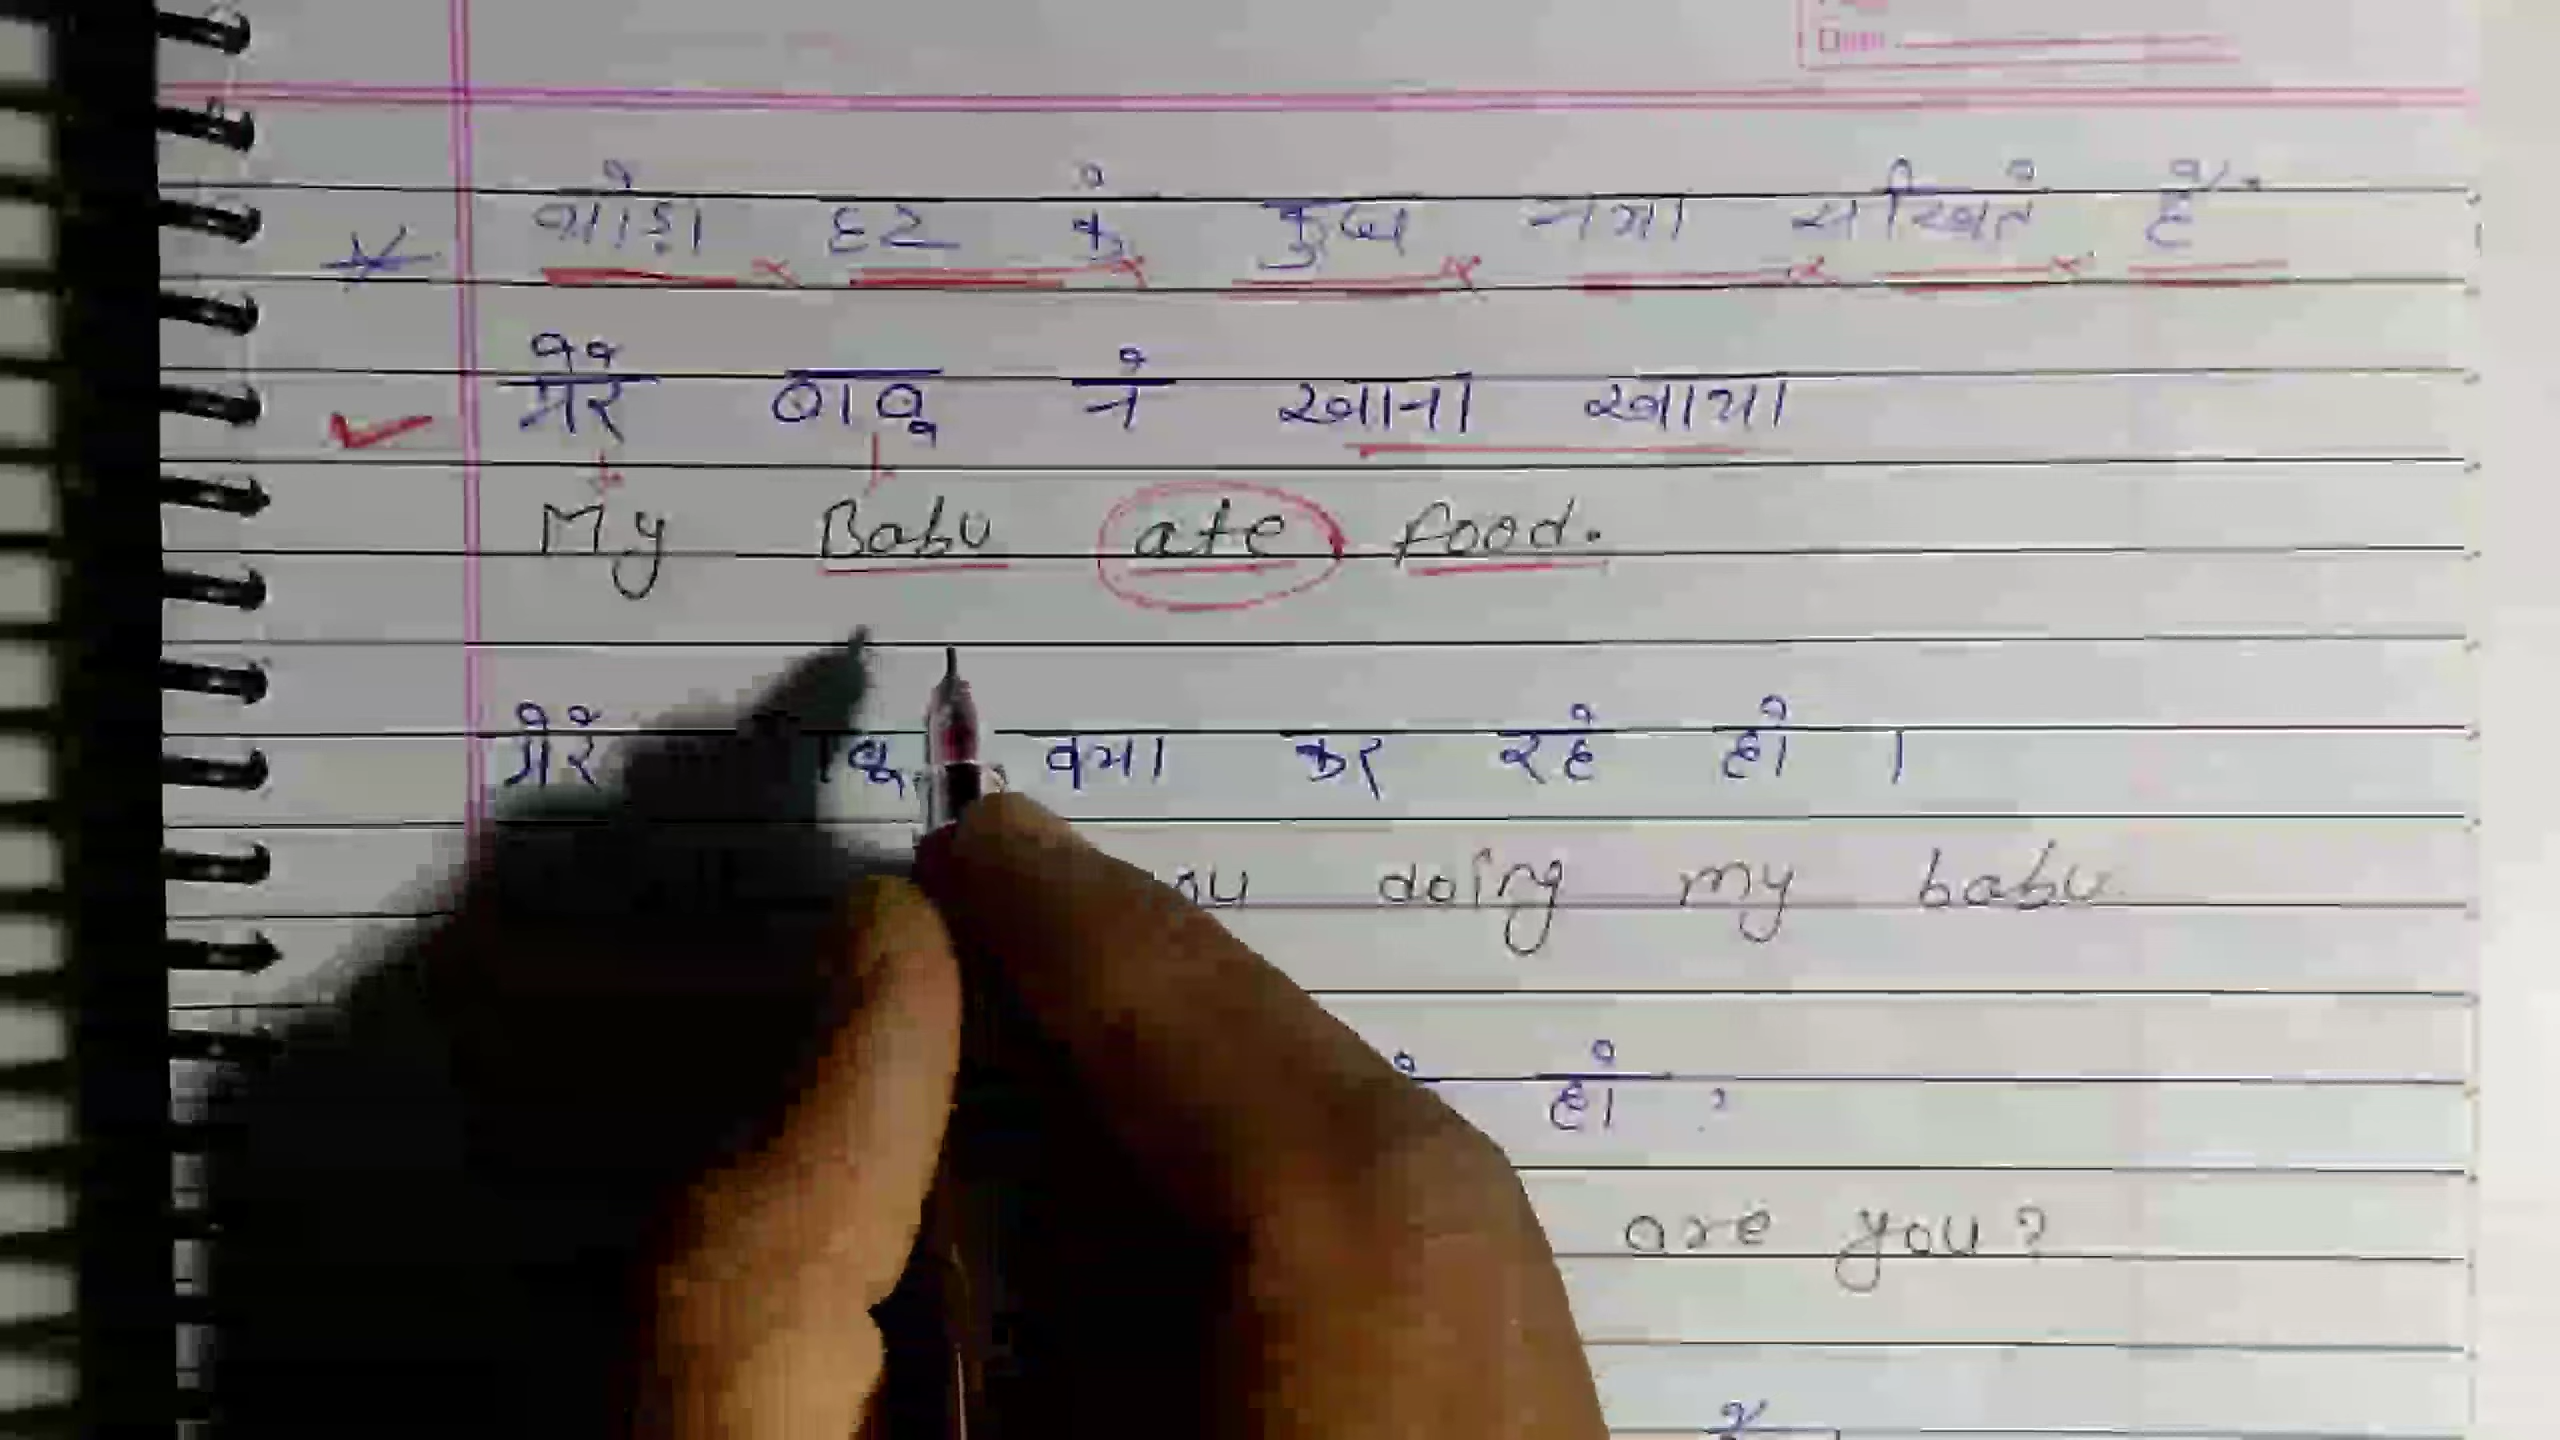 थोड़ा हट के कुछ नया सीखते हैं
मेरे बाबू ने खाना खाया
My Babu ate food.
मेरे बाबू क्या कर रहे हो ।
doing my babu
हो ?
are you?